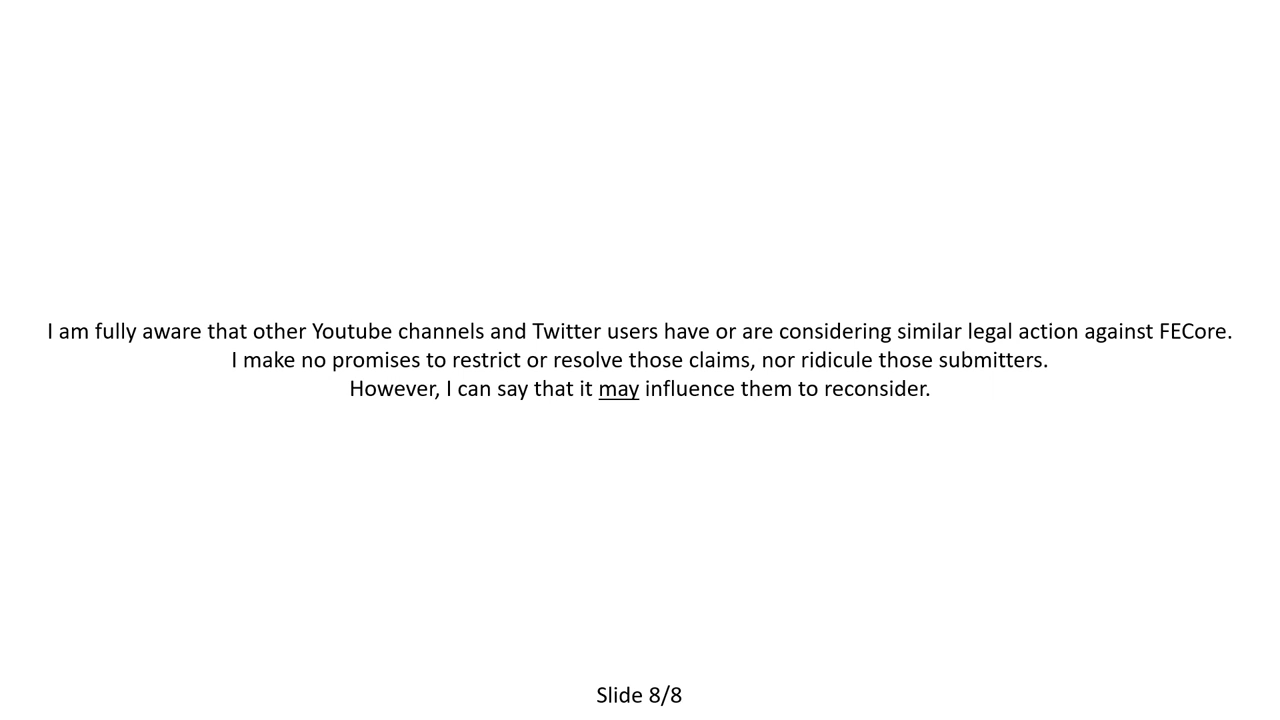 I am fully aware that other Youtube channels and Twitter users have or are considering similar legal action against FECore.
I make no promises to restrict or resolve those claims, nor ridicule those submitters.
However, I can say that it may influence them to reconsider.
Slide 8/8